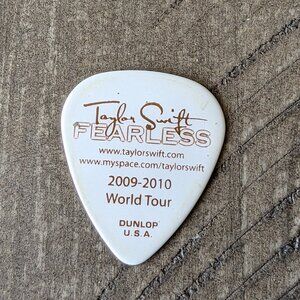 Taylor Swift
FEARLESS
www.taylorswift.com
www.myspace.com/taylorswift
2009-2010
World Tour
DUNLOP
U.S.A.